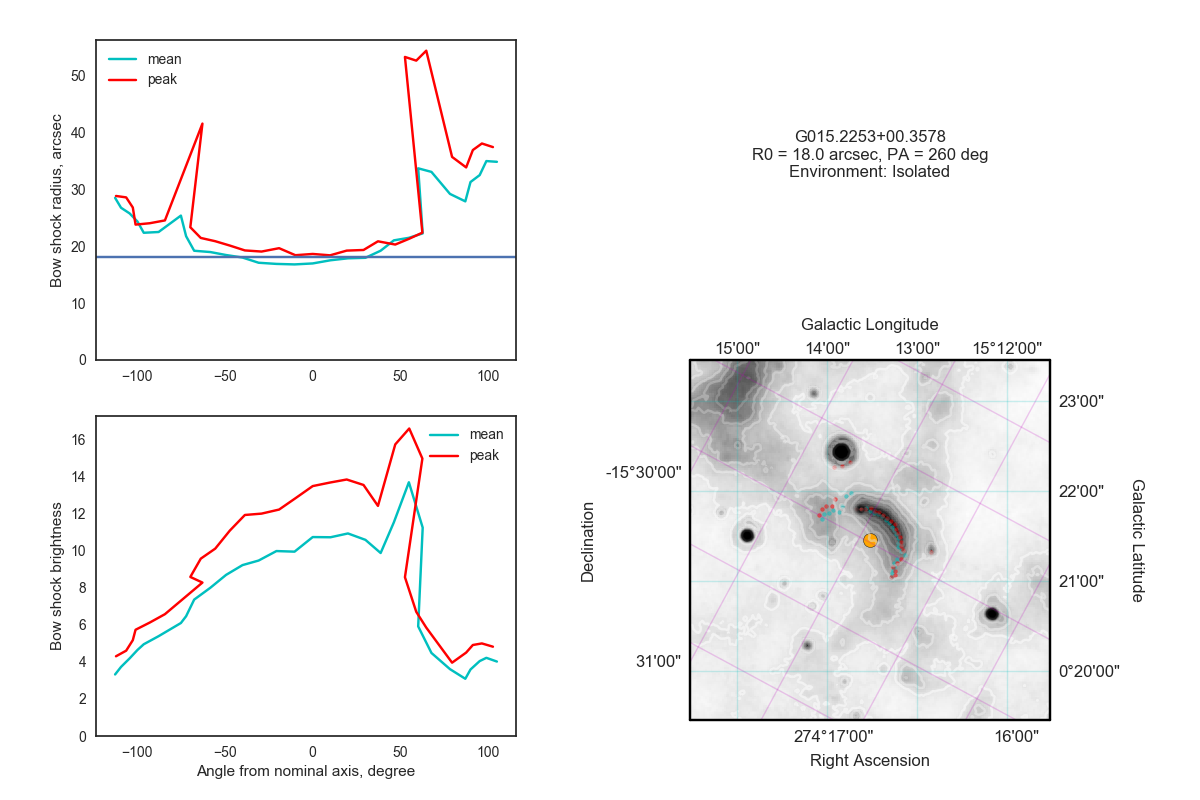 mean
peak
50
40
30
20
10
0
Bow shock radius, arcsec
−100 −50 0 50 100
G015.2253+00.3578
R0 = 18.0 arcsec, PA = 260 deg
Environment: Isolated
mean
peak
16
14
12
10
8
6
4
2
0
Bow shock brightness
−100 −50 0 50 100
Angle from nominal axis, degree
Galactic Longitude
15'00" 14'00" 13'00" 15°12'00"
23'00"
22'00"
21'00"
0°20'00"
Galactic Latitude
-15°30'00"
31'00"
Declination
274°17'00" 16'00"
Right Ascension